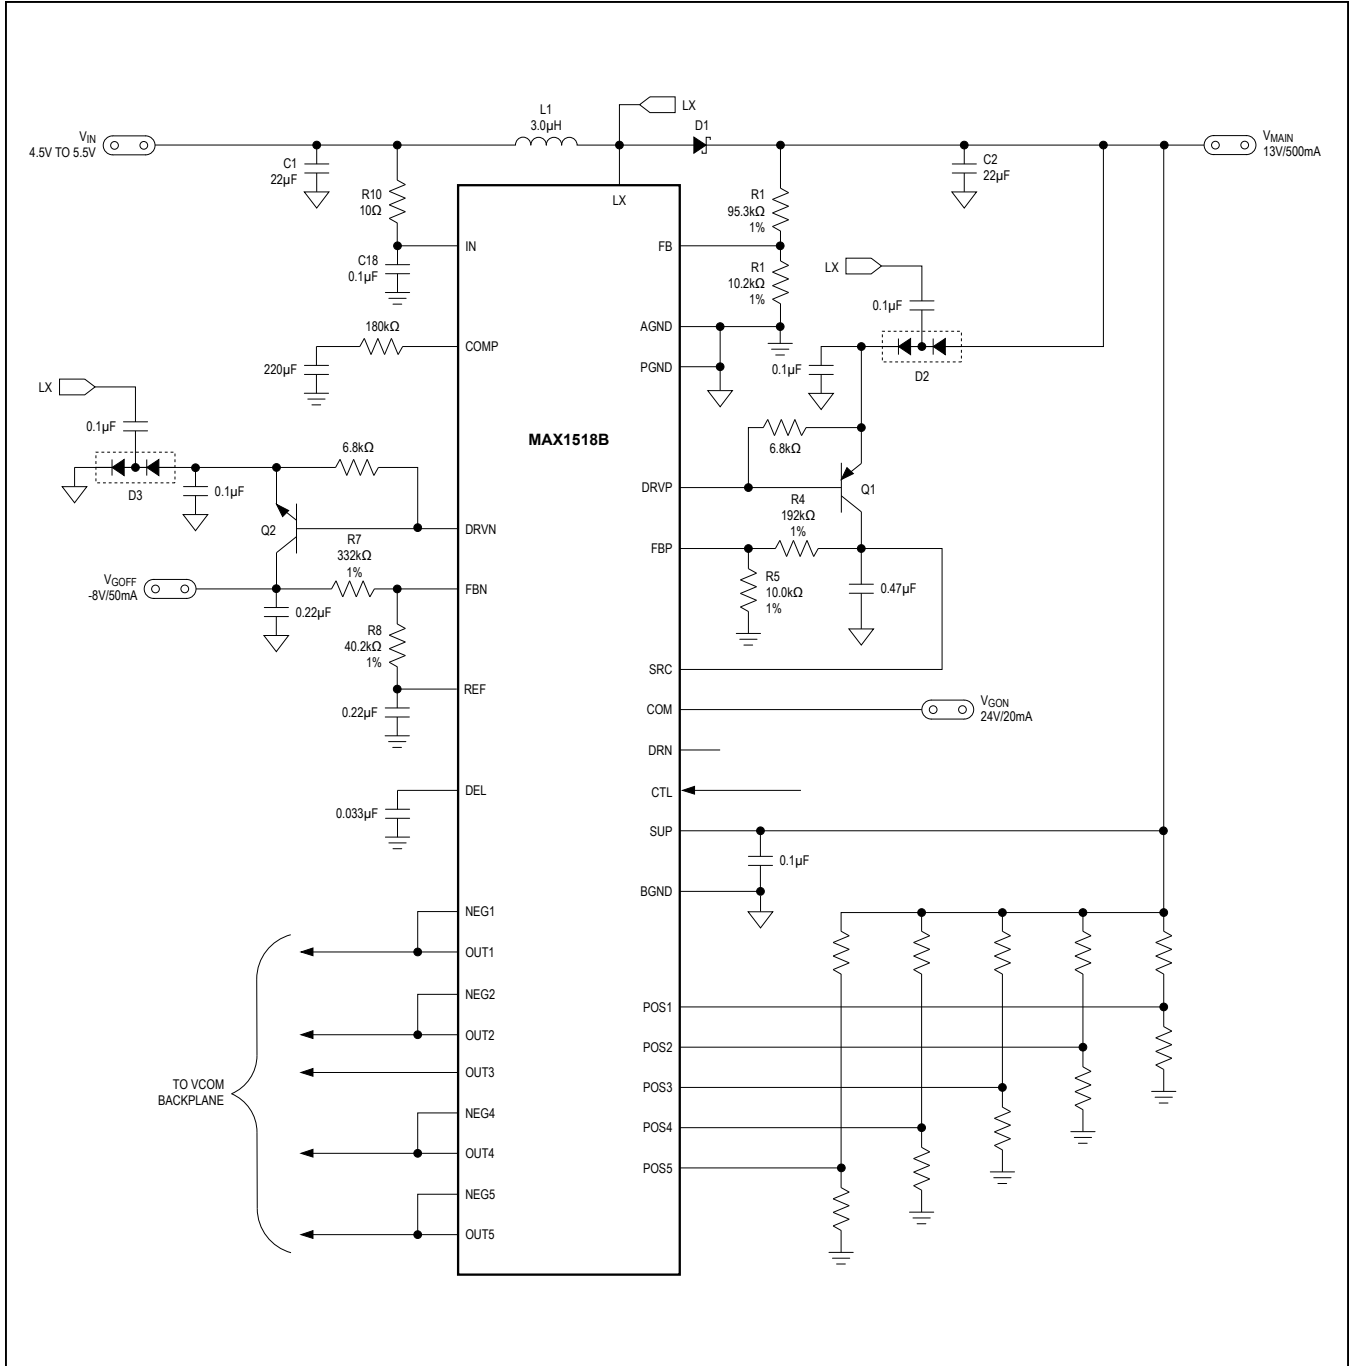 L1
3.0µH
LX
D1
V_IN
4.5V TO 5.5V
C1
22µF
R10
10Ω
C2
22µF
V_MAIN
13V/500mA
LX
R1
95.3kΩ
1%
IN
FB
C18
0.1µF
R1
10.2kΩ
1%
LX
0.1µF
180kΩ
COMP
AGND
220µF
PGND
0.1µF
D2
LX
0.1µF
MAX1518B
6.8kΩ
6.8kΩ
D3
0.1µF
DRVP
Q1
Q2
DRVN
R4
192kΩ
1%
R7
332kΩ
1%
FBP
V_GOFF
-8V/50mA
FBN
R5
10.0kΩ
1%
0.47µF
0.22µF
R8
40.2kΩ
1%
SRC
REF
0.22µF
COM
V_GON
24V/20mA
DRN
DEL
CTL
0.033µF
SUP
0.1µF
BGND
NEG1
OUT1
NEG2
POS1
OUT2
POS2
OUT3
POS3
TO VCOM
BACKPLANE
NEG4
POS4
OUT4
POS5
NEG5
OUT5